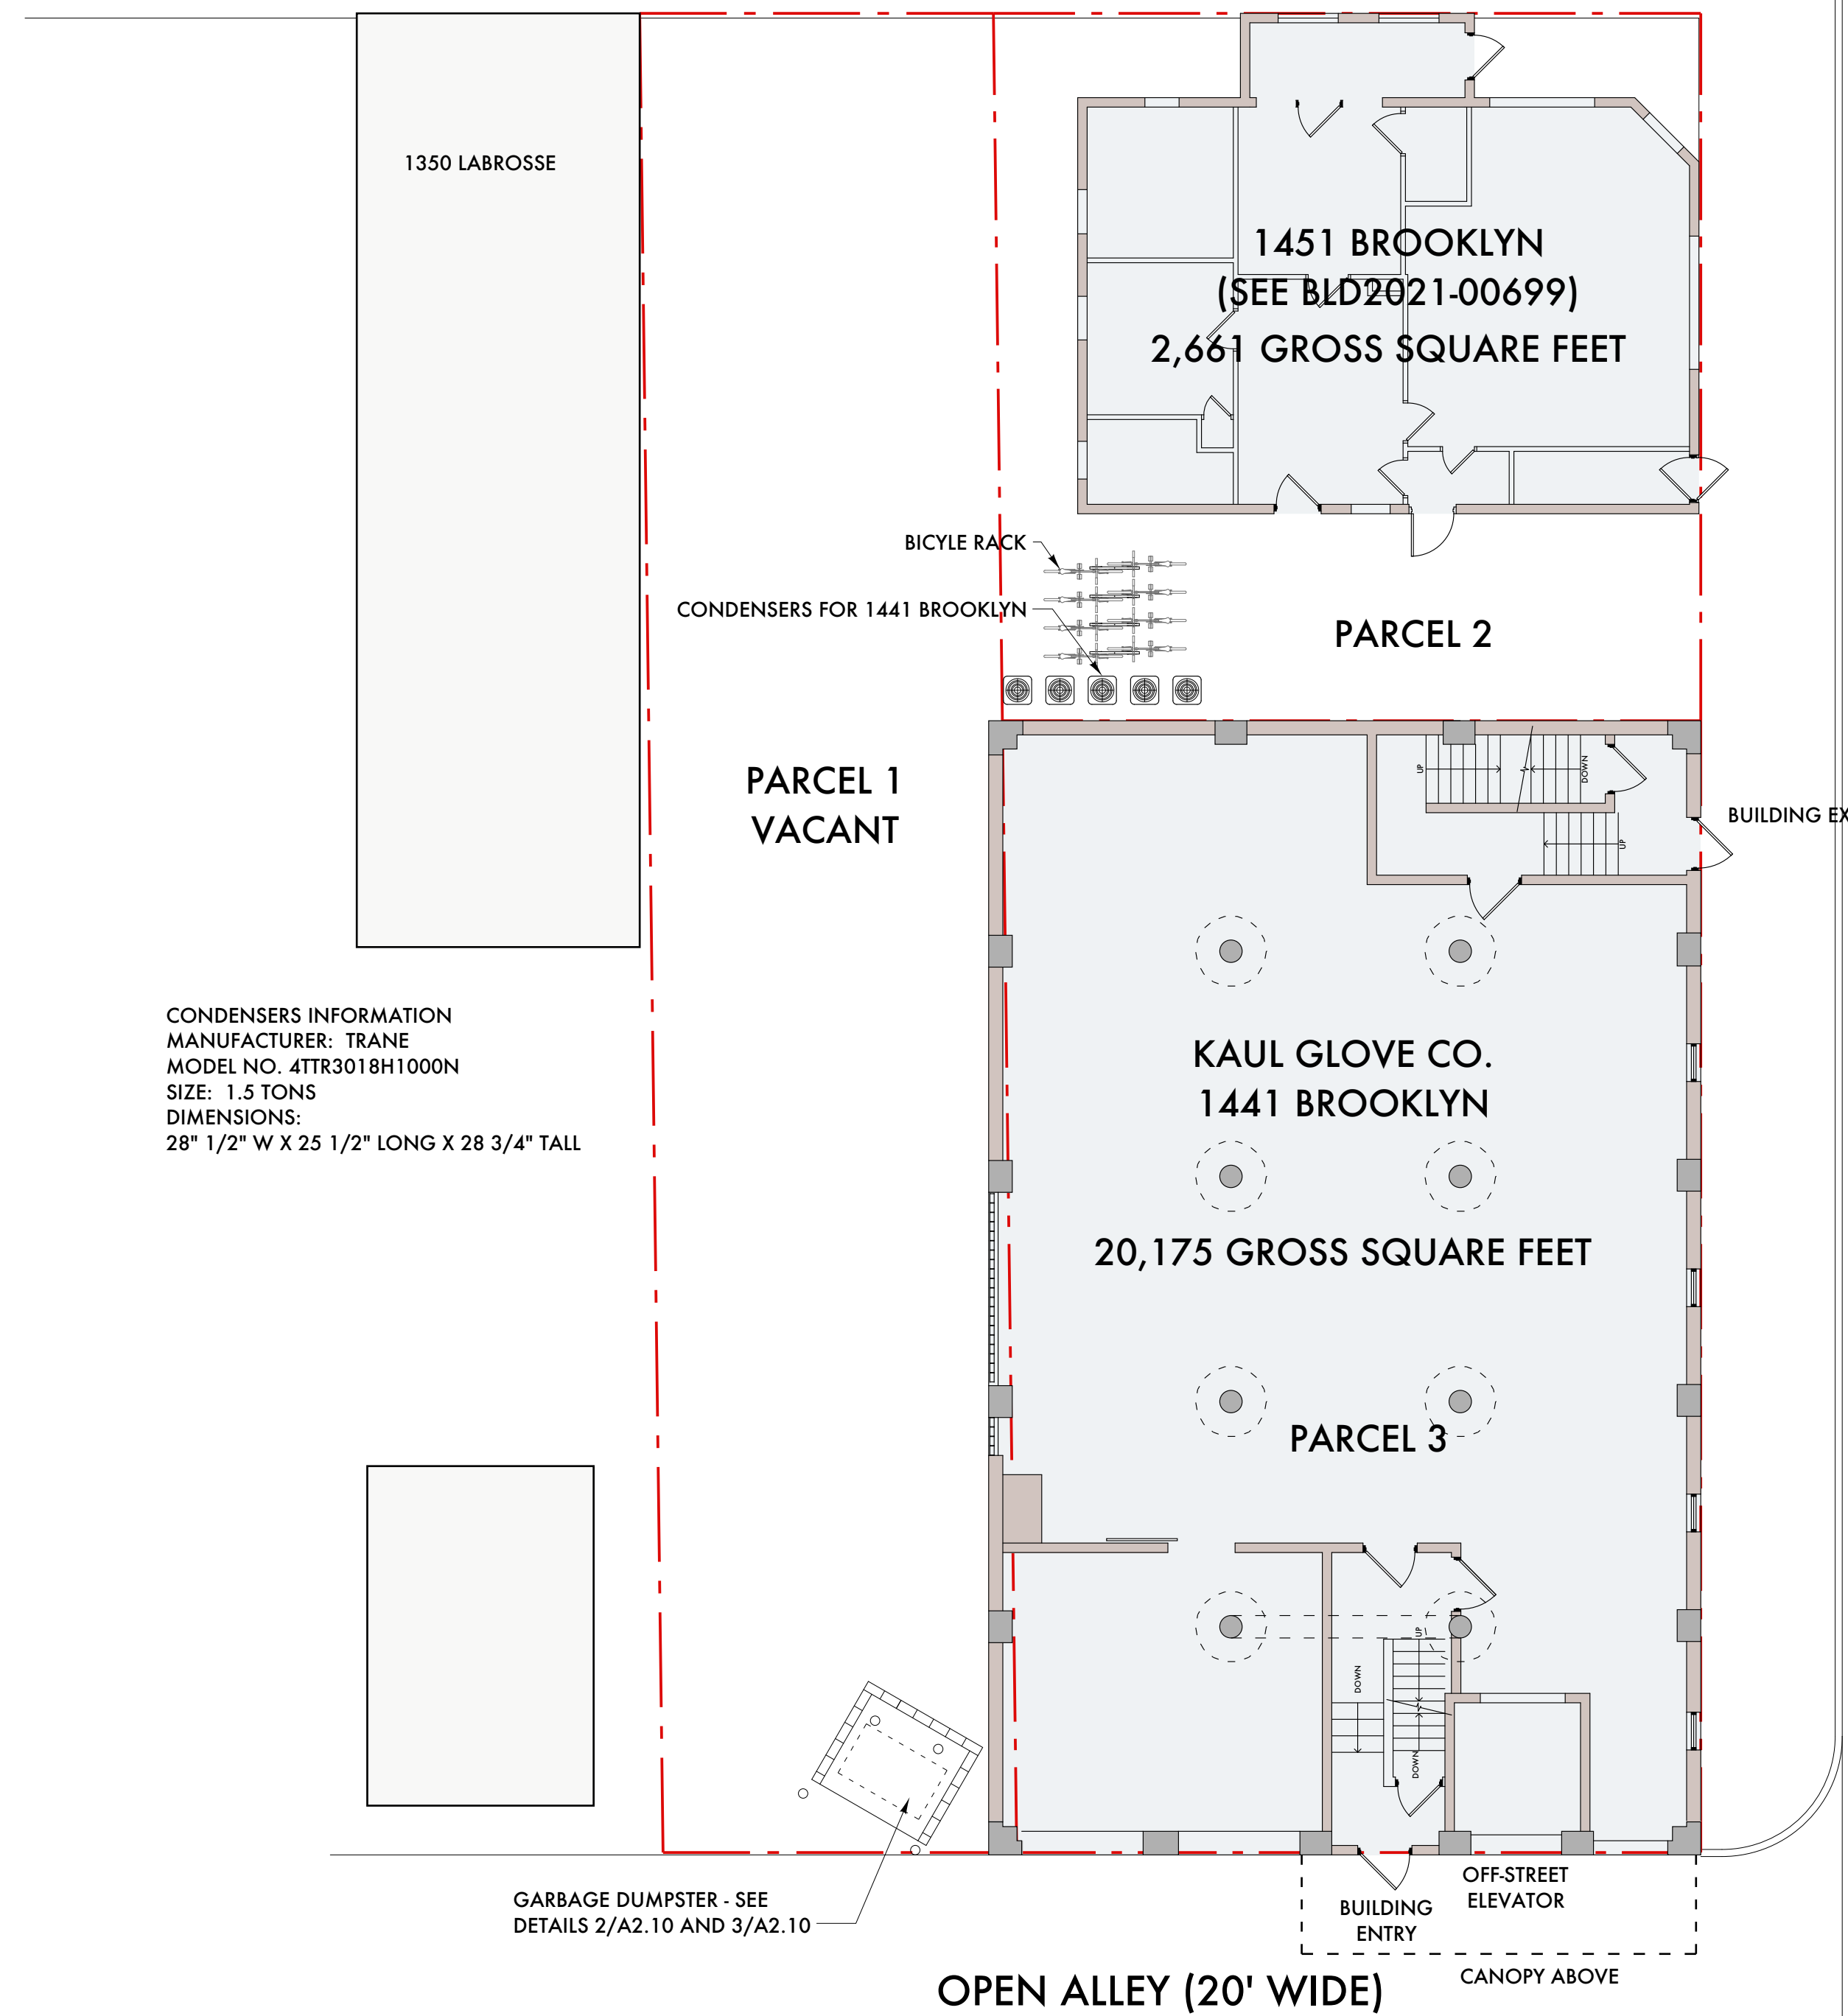 1350 LABROSSE
1451 BROOKLYN
(SEE BLD2021-00699)
2,661 GROSS SQUARE FEET
BICYLE RACK
CONDENSERS FOR 1441 BROOKLYN
PARCEL 2
PARCEL 1
VACANT
UP
DOWN
UP
BUILDING EX
CONDENSERS INFORMATION
MANUFACTURER: TRANE
MODEL NO. 4TTR3018H1000N
SIZE: 1.5 TONS
DIMENSIONS:
28" 1/2" W X 25 1/2" LONG X 28 3/4" TALL
KAUL GLOVE CO.
1441 BROOKLYN
20,175 GROSS SQUARE FEET
PARCEL 3
UP
DOWN
DOWN
GARBAGE DUMPSTER - SEE
DETAILS 2/A2.10 AND 3/A2.10
BUILDING
ENTRY
OFF-STREET
ELEVATOR
CANOPY ABOVE
OPEN ALLEY (20' WIDE)